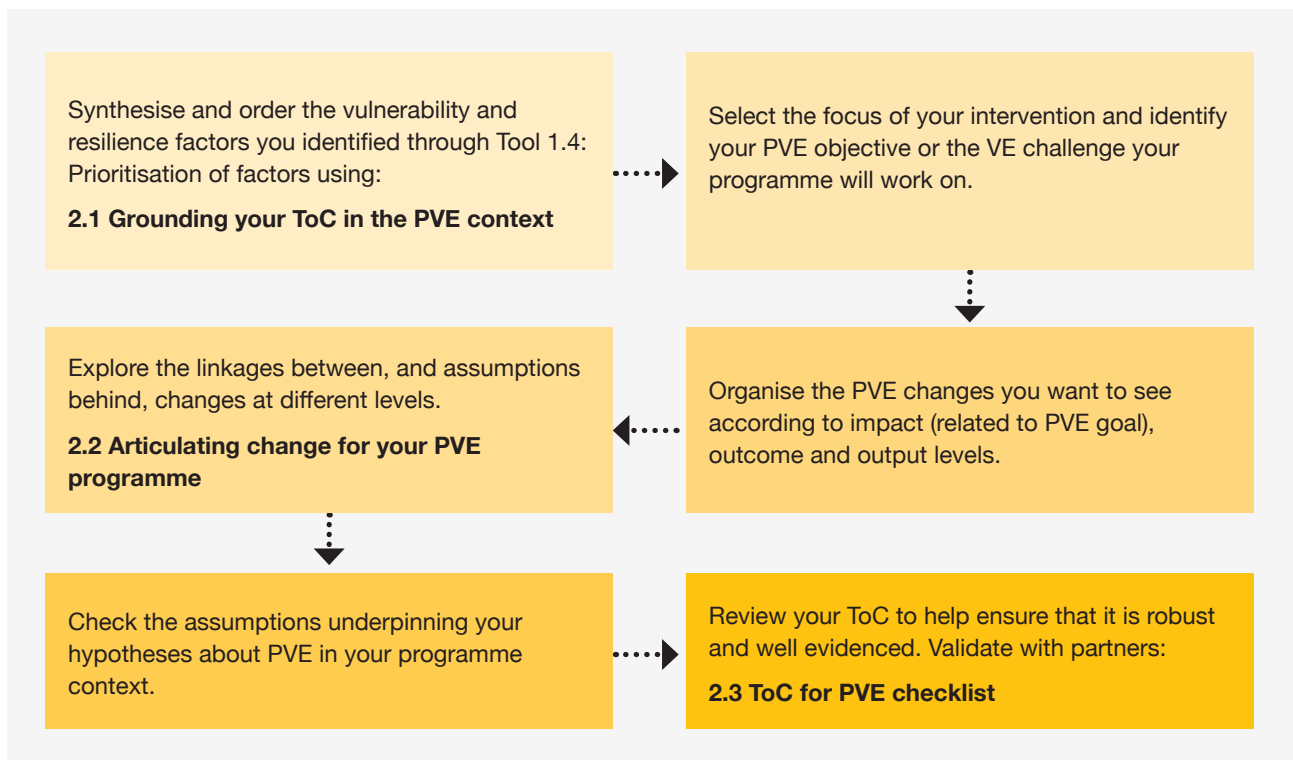 Synthesise and order the vulnerability and
resilience factors you identified through Tool 1.4:
Prioritisation of factors using:
2.1 Grounding your ToC in the PVE context
Select the focus of your intervention and identify
your PVE objective or the VE challenge your
programme will work on.
Organise the PVE changes you want to see
according to impact (related to PVE goal),
outcome and output levels.
Explore the linkages between, and assumptions
behind, changes at different levels.
2.2 Articulating change for your PVE
programme
Check the assumptions underpinning your
hypotheses about PVE in your programme
context.
Review your ToC to help ensure that it is robust
and well evidenced. Validate with partners:
2.3 ToC for PVE checklist